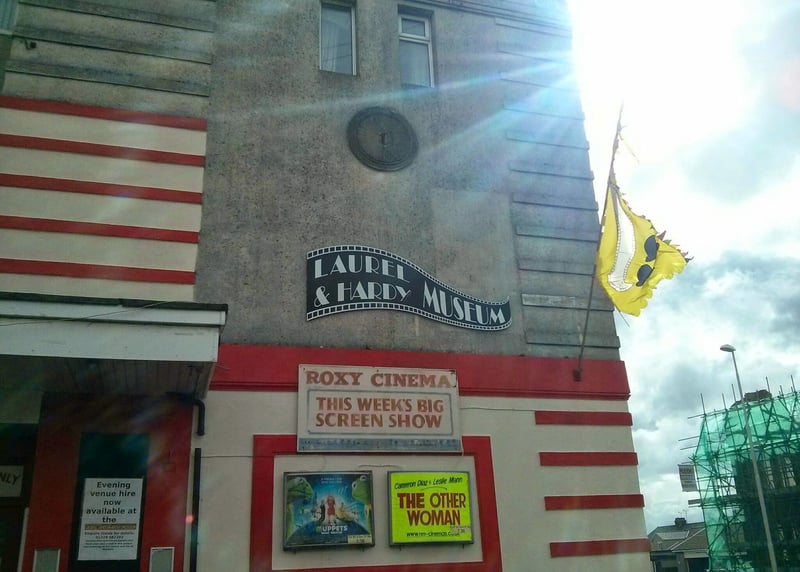 LAUREL
& HARDY MUSEUM
ROXY CINEMA
THIS WEEK'S BIG
SCREEN SHOW
Cameron Diaz & Leslie Mann
THE OTHER
WOMAN
Evening
venue hire
now
available at
the
ONLY